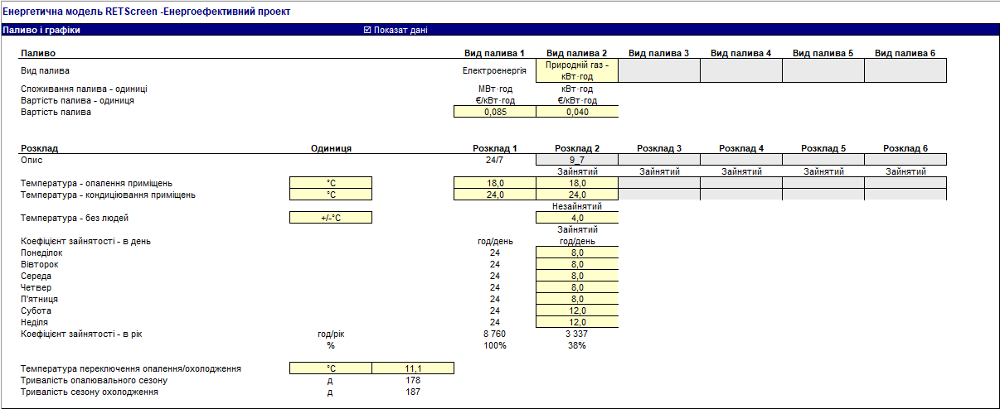 Енергетична модель RETScreen -Енергоефективний проект
Паливо і графіки ☑ Показат дані
Паливо Вид палива 1 Вид палива 2 Вид палива 3 Вид палива 4 Вид палива 5 Вид палива 6
Вид палива Електроенергія Природній газ - кВт·год
Споживання палива - одиниці МВт·год кВт·год
Вартість палива - одиниця €/кВт·год €/кВт·год
Вартість палива 0,085 0,040
Розклад Одиниця Розклад 1 Розклад 2 Розклад 3 Розклад 4 Розклад 5 Розклад 6
Опис 24/7 9_7
Зайнятий Зайнятий Зайнятий Зайнятий Зайнятий
Температура - опалення приміщень °C 18,0 18,0
Температура - кондиціювання приміщень °C 24,0 24,0
Незайнятий
Температура - без людей +/-°C 4,0
Зайнятий
Коефіцієнт зайнятості - в день год/день год/день
Понеділок 24 8,0
Вівторок 24 8,0
Середа 24 8,0
Четвер 24 8,0
П'ятниця 24 8,0
Субота 24 12,0
Неділя 24 12,0
Коефіцієнт зайнятості - в рік год/рік 8 760 3 337
% 100% 38%
Температура переключення опалення/охолодження °C 11,1
Тривалість опалювального сезону д 178
Тривалість сезону охолодження д 187